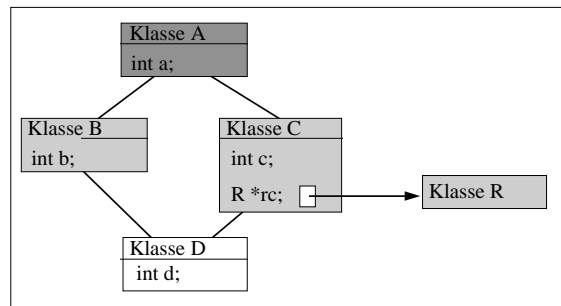 Klasse A
int a;
Klasse B
int b;
Klasse C
int c;
R *rc;
Klasse R
Klasse D
int d;